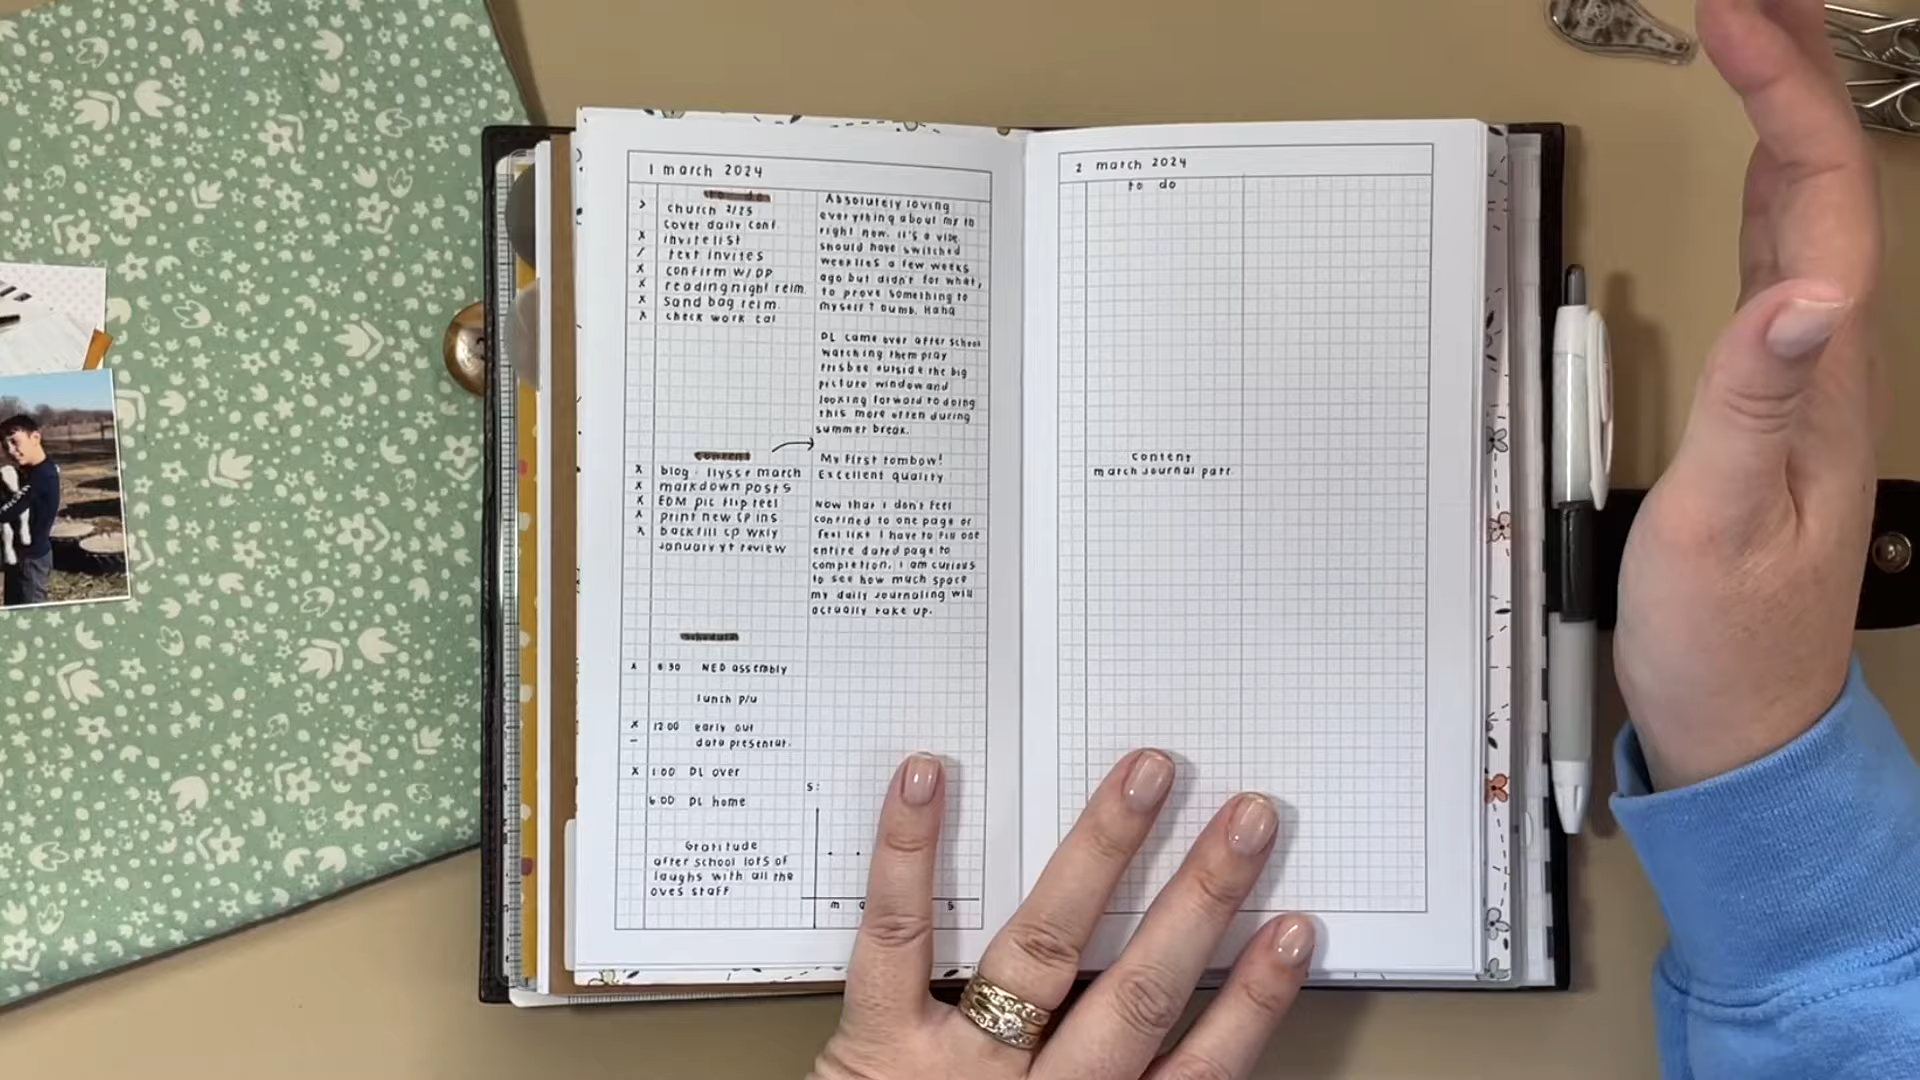 1 march 2024
to do
> church 2/25
cover daily conf.
x invite list
/ text invites
x confirm w/ DP
x reading night reim.
x sand bag reim.
x check work cal
content
x blog: llyss+ march
x markdown posts
x EDM pic flip reel
x print new CP ins
x backfill CP wkly
January yt review
schedule
x 8:30 NED assembly
lunch p/u
x 12:00 early out
- data presentat.
x 1:00 DL over
6:00 DL home
Gratitude
after school lots of
laughs with all the
oves staff
Absolutely loving
everything about my tn
right now. it's a vibe.
should have switched
weeklies a few weeks
ago but didn't for what,
to prove something to
myself? Dumb. Haha
DL came over after school
watching them play
frisbee outside the big
picture window and
looking forward to doing
this more often during
summer break.
My first tombow!
Excellent quality
Now that I don't feel
confined to one page or
feel like I have to fill one
entire dated page to
completion, i am curious
to see how much space
my daily journaling will
actually take up.
S:
m
s
2 march 2024
to do
content
march journal patr.